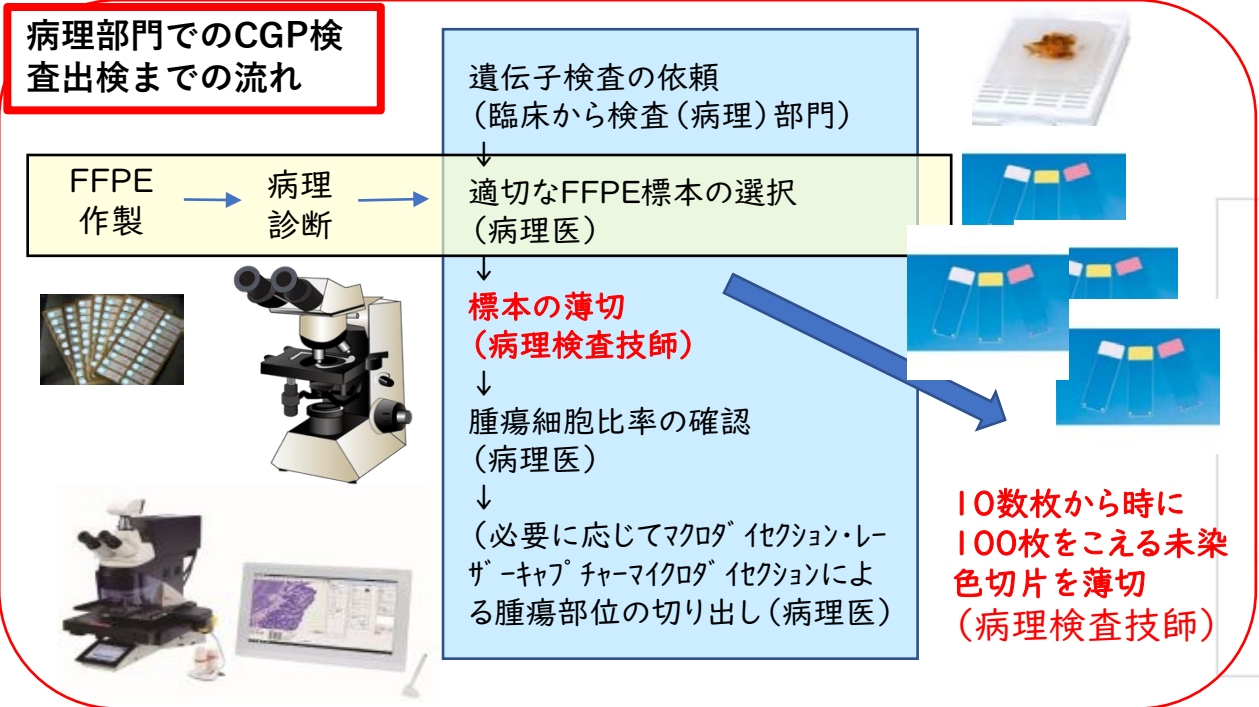 病理部門でのCGP検
査出検までの流れ
遺伝子検査の依頼
(臨床から検査(病理)部門)
↓
FFPE
作製
→
病理
診断
→
適切なFFPE標本の選択
(病理医)
↓
標本の薄切
(病理検査技師)
↓
腫瘍細胞比率の確認
(病理医)
↓
(必要に応じてマクロダイセクション・レー
ザーキャプチャーマイクロダイセクションによ
る腫瘍部位の切り出し(病理医)
10数枚から時に
100枚をこえる未染
色切片を薄切
(病理検査技師)